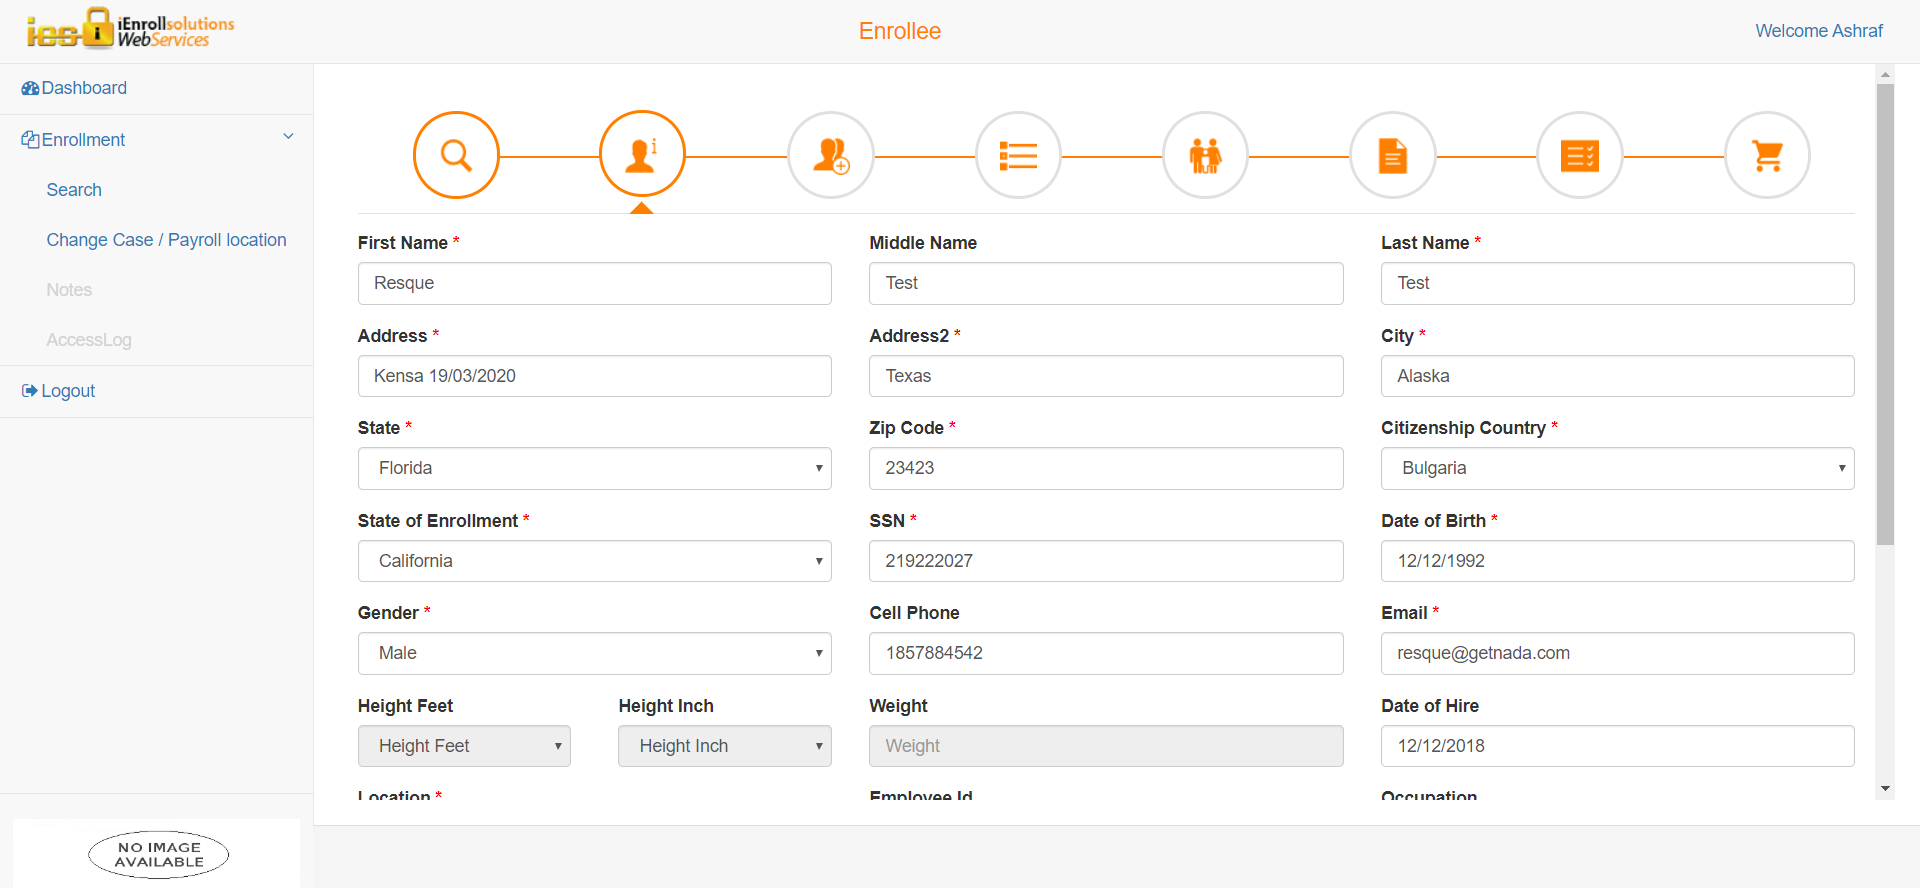 ies iEnrollsolutions
WebServices
Enrollee
Welcome Ashraf
Dashboard
Enrollment
Search
Change Case / Payroll location
Notes
AccessLog
Logout
NO IMAGE
AVAILABLE
First Name * Middle Name Last Name *
Resque Test Test
Address * Address2 * City *
Kensa 19/03/2020 Texas Alaska
State * Zip Code * Citizenship Country *
Florida 23423 Bulgaria
State of Enrollment * SSN * Date of Birth *
California 219222027 12/12/1992
Gender * Cell Phone Email *
Male 1857884542 resque@getnada.com
Height Feet Height Inch Weight Date of Hire
Height Feet Height Inch Weight 12/12/2018
Location * Employee Id Occupation